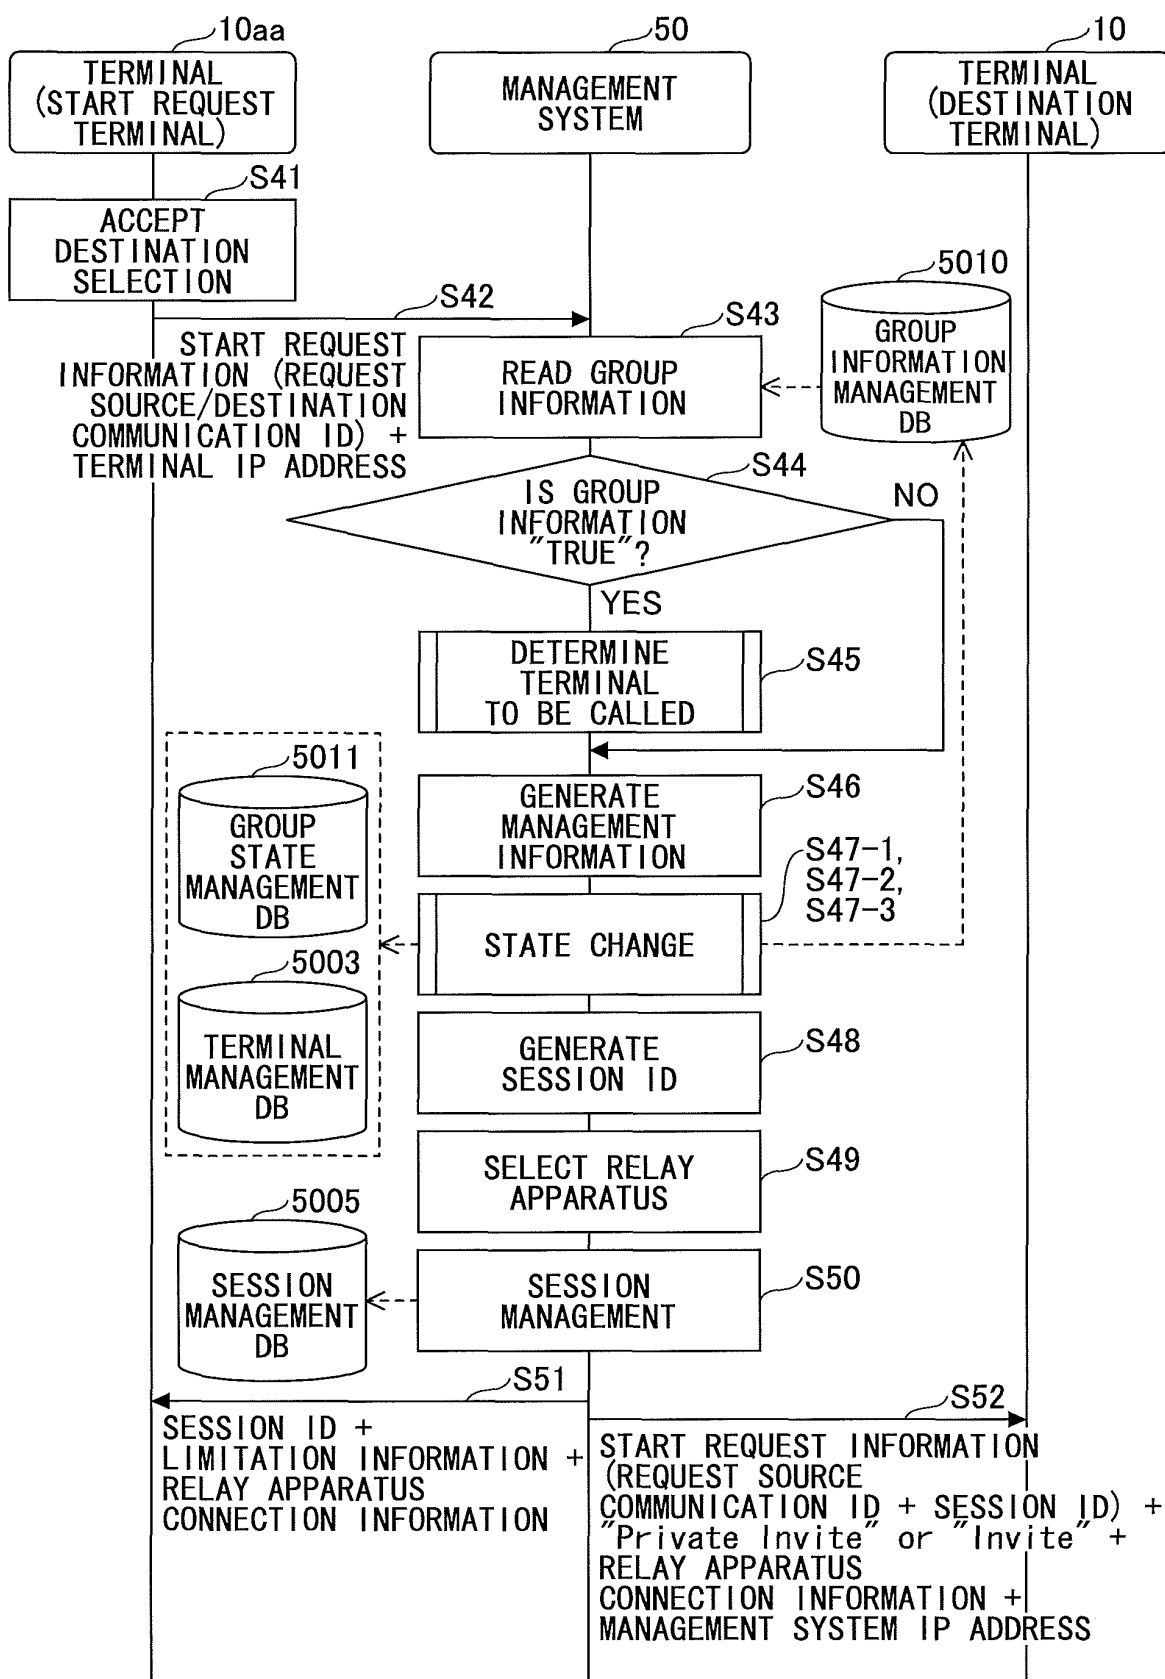 10aa
50
10
TERMINAL
(START REQUEST
TERMINAL)
MANAGEMENT
SYSTEM
TERMINAL
(DESTINATION
TERMINAL)
S41
ACCEPT
DESTINATION
SELECTION
S42
START REQUEST
INFORMATION (REQUEST
SOURCE/DESTINATION
COMMUNICATION ID) +
TERMINAL IP ADDRESS
S43
READ GROUP
INFORMATION
5010
GROUP
INFORMATION
MANAGEMENT
DB
S44
IS GROUP
INFORMATION
"TRUE"?
NO
YES
S45
DETERMINE
TERMINAL
TO BE CALLED
5011
GROUP
STATE
MANAGEMENT
DB
S46
GENERATE
MANAGEMENT
INFORMATION
S47-1,
S47-2,
S47-3
STATE CHANGE
5003
TERMINAL
MANAGEMENT
DB
S48
GENERATE
SESSION ID
S49
SELECT RELAY
APPARATUS
5005
SESSION
MANAGEMENT
DB
S50
SESSION
MANAGEMENT
S51
SESSION ID +
LIMITATION INFORMATION +
RELAY APPARATUS
CONNECTION INFORMATION
S52
START REQUEST INFORMATION
(REQUEST SOURCE
COMMUNICATION ID + SESSION ID) +
"Private Invite" or "Invite" +
RELAY APPARATUS
CONNECTION INFORMATION +
MANAGEMENT SYSTEM IP ADDRESS